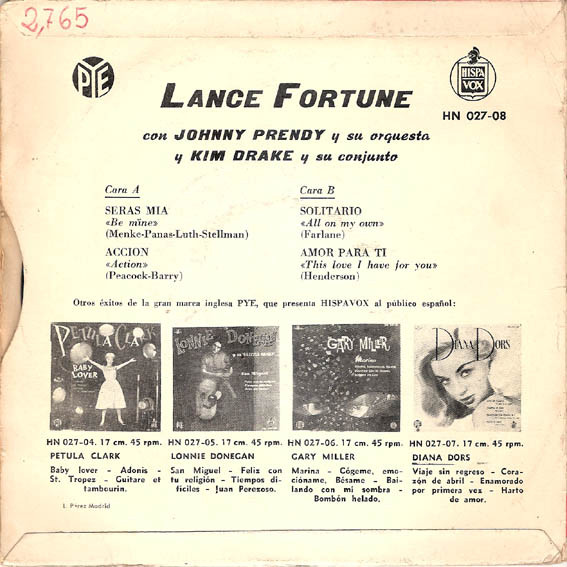 2,765
PYE
HISPA
VOX
LANCE FORTUNE
HN 027-08
con JOHNNY PRENDY y su orquesta
y KIM DRAKE y su conjunto
Cara A
SERAS MIA
«Be mine»
(Menke-Panas-Luth-Stellman)
ACCION
«Action»
(Peacock-Barry)
Cara B
SOLITARIO
«All on my own»
(Farlane)
AMOR PARA TI
«This love I have for you»
(Henderson)
Otros éxitos de la gran marca inglesa PYE, que presenta HISPAVOX al público español:
PETULA CLARK
BABY
LOVER
HN 027-04. 17 cm. 45 rpm.
PETULA CLARK
Baby lover - Adonis -
St. Tropez - Guitare et
tambourin.
LONNIE DONEGAN
San Miguel
HN 027-05. 17 cm. 45 rpm.
LONNIE DONEGAN
San Miguel - Feliz con
tu religión - Tiempos di-
fíciles - Juan Perezoso.
GARY MILLER
Marina
HN 027-06. 17 cm. 45 rpm.
GARY MILLER
Marina - Cógeme, emo-
cióname, Bésame - Bai-
lando con mi sombra -
Bombón helado.
DIANA DORS
HN 027-07. 17 cm. 45 rpm.
DIANA DORS
Viaje sin regreso - Cora-
zón de abril - Enamorado
por primera vez - Harto
de amor.
I. Perez Madrid